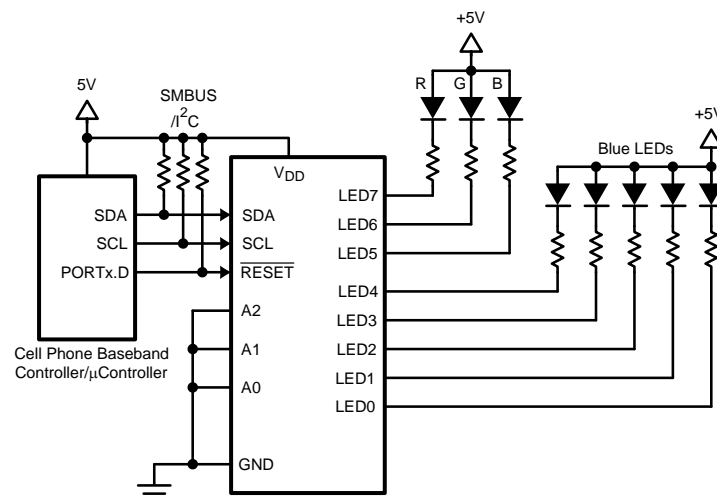 +5V
R G B
5V
SMBUS
/I²C
+5V
Blue LEDs
VDD
LED7
SDA SDA
LED6
SCL SCL
LED5
PORTx.D RESET
LED4
A2
LED3
A1
LED2
Cell Phone Baseband
Controller/μController
LED1
A0
LED0
GND